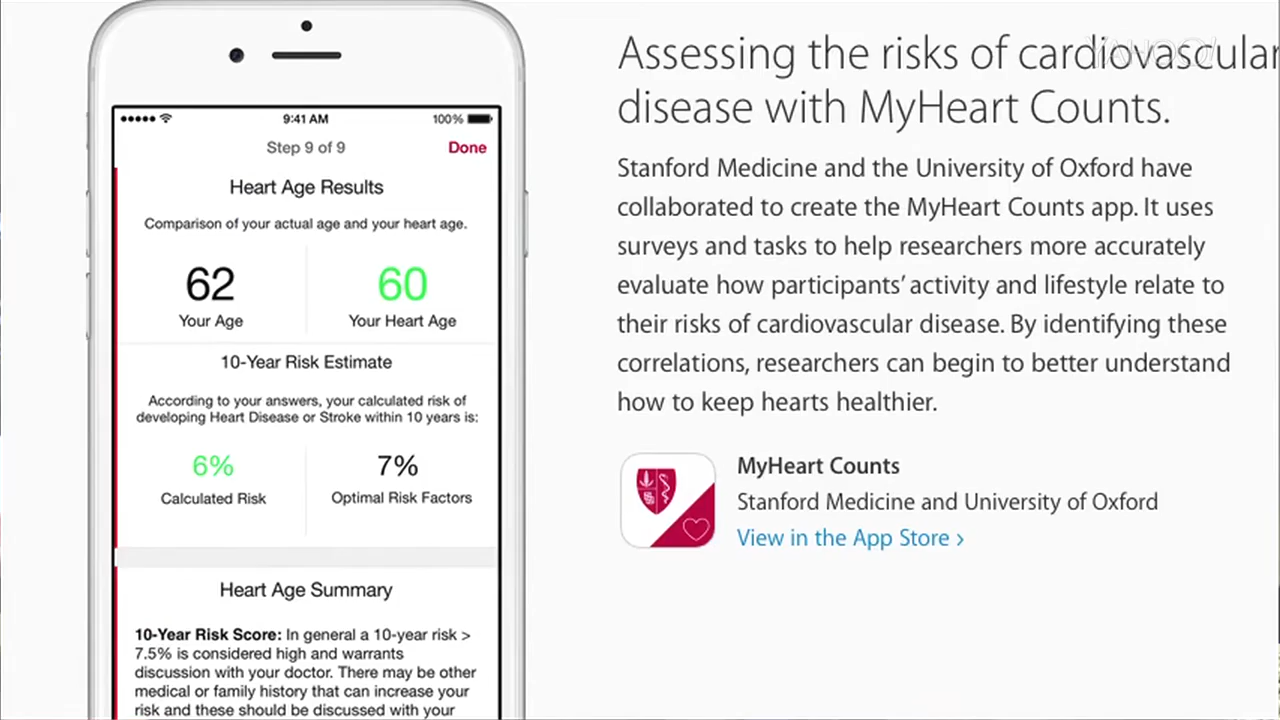 Assessing the risks of cardiovascular
disease with MyHeart Counts.
YAHOO!
Stanford Medicine and the University of Oxford have
collaborated to create the MyHeart Counts app. It uses
surveys and tasks to help researchers more accurately
evaluate how participants’ activity and lifestyle relate to
their risks of cardiovascular disease. By identifying these
correlations, researchers can begin to better understand
how to keep hearts healthier.
MyHeart Counts
Stanford Medicine and University of Oxford
View in the App Store ›
9:41 AM
100%
Step 9 of 9
Done
Heart Age Results
Comparison of your actual age and your heart age.
62
Your Age
60
Your Heart Age
10-Year Risk Estimate
According to your answers, your calculated risk of
developing Heart Disease or Stroke within 10 years is:
6%
Calculated Risk
7%
Optimal Risk Factors
Heart Age Summary
10-Year Risk Score: In general a 10-year risk >
7.5% is considered high and warrants
discussion with your doctor. There may be other
medical or family history that can increase your
risk and these should be discussed with your